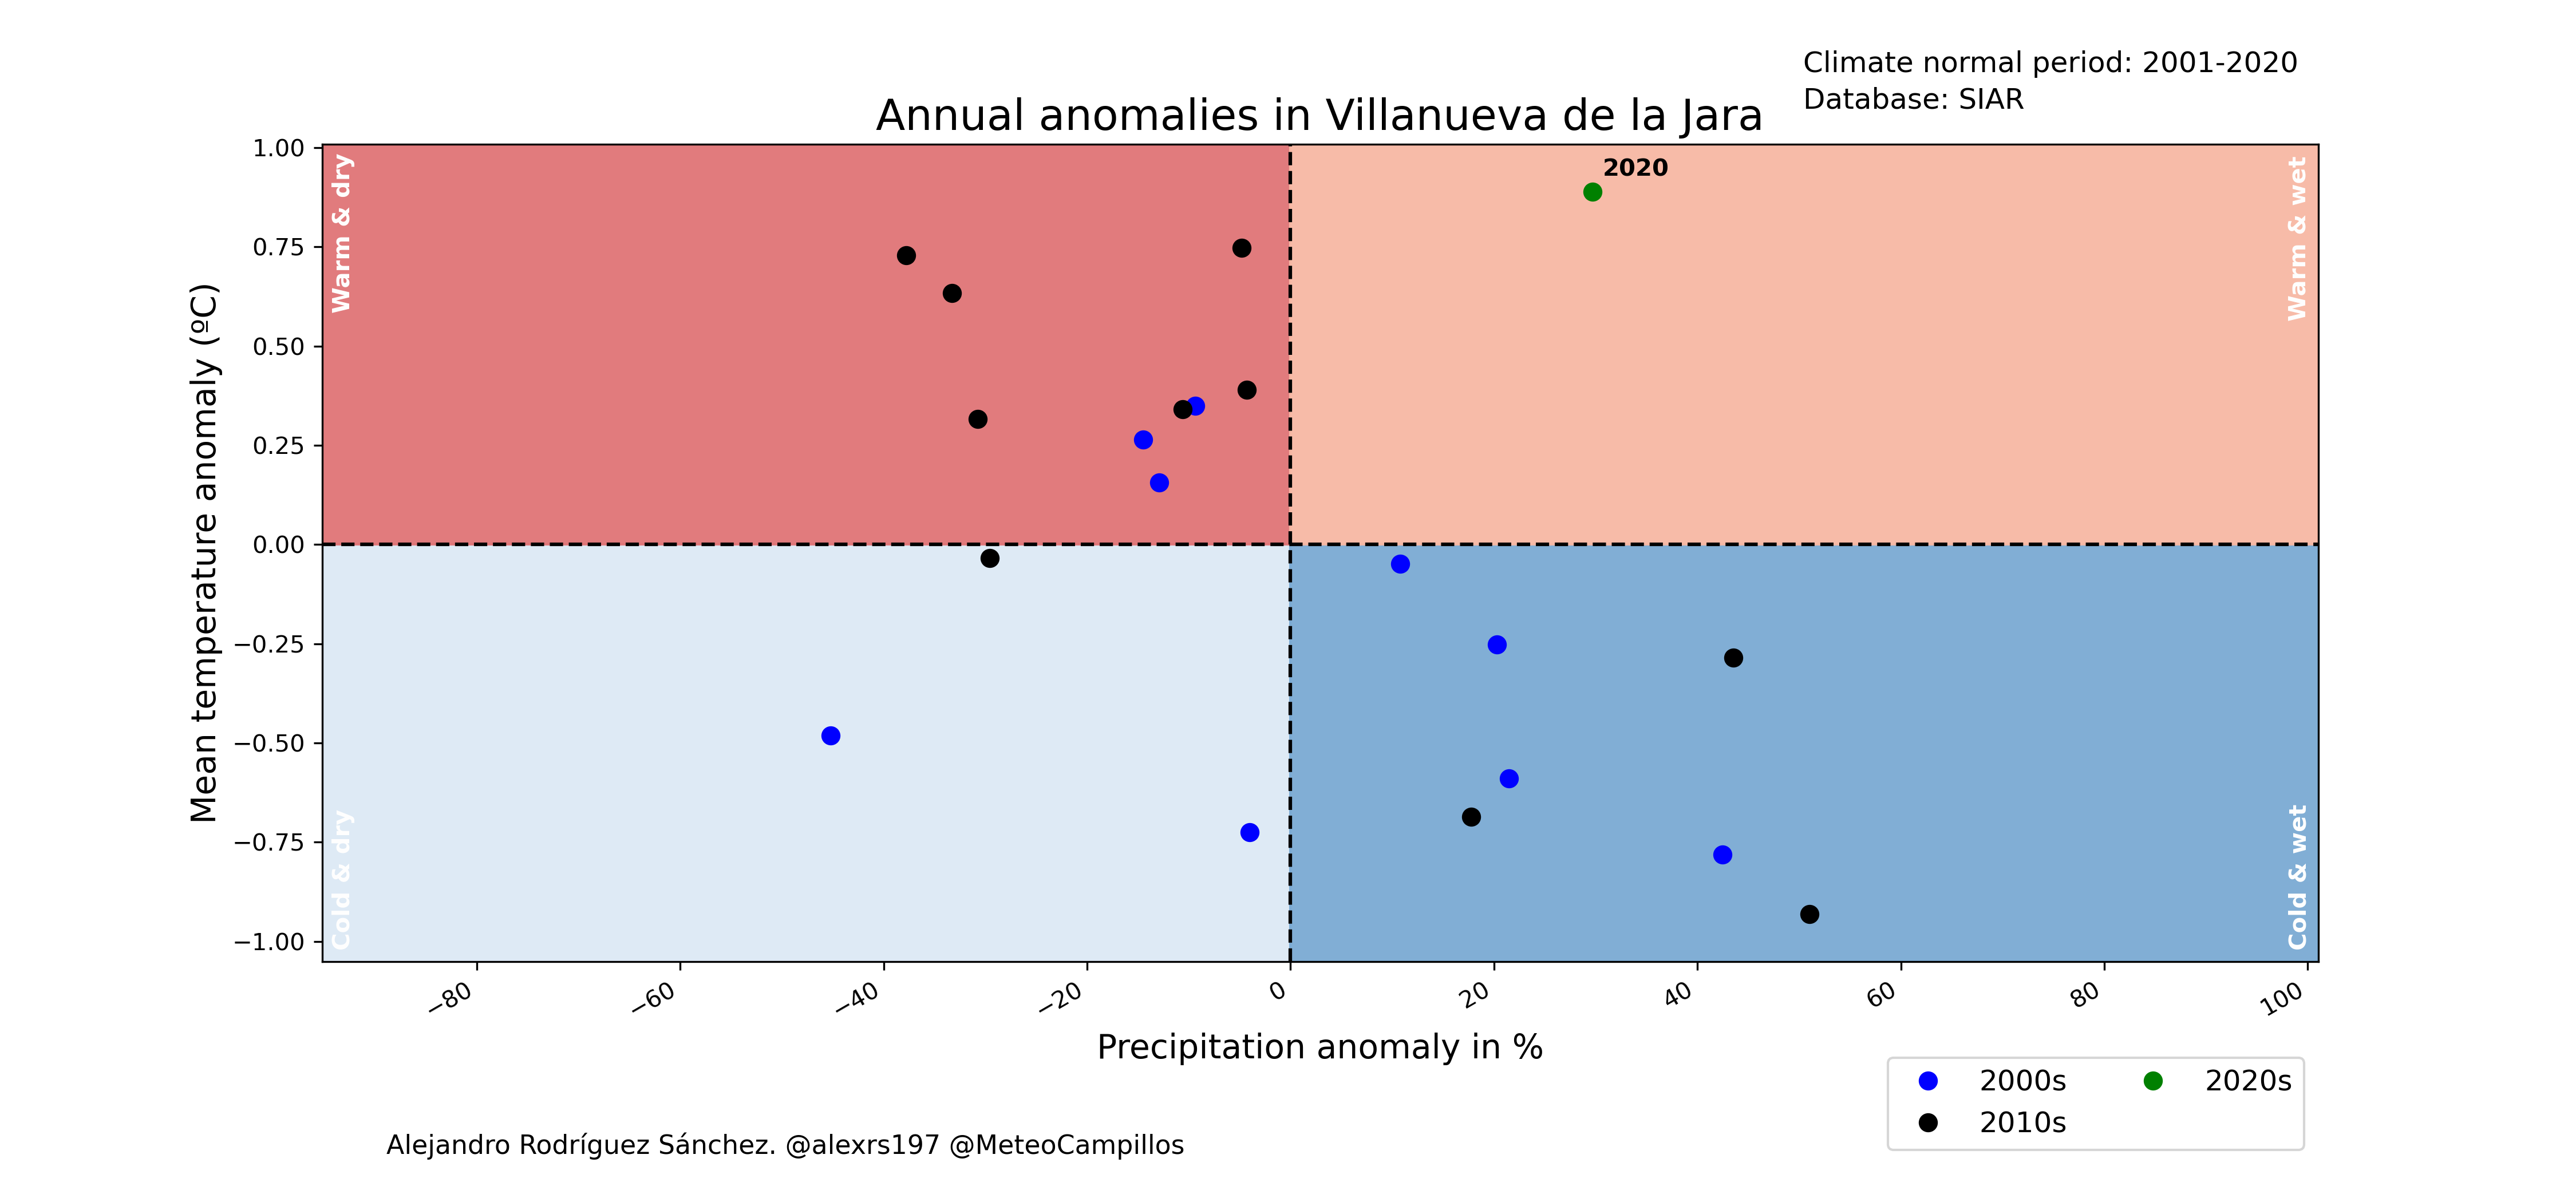 Climate normal period: 2001-2020
Database: SIAR
Annual anomalies in Villanueva de la Jara
1.00
0.75
0.50
0.25
0.00
−0.25
−0.50
−0.75
−1.00
Mean temperature anomaly (ºC)
Warm & dry
Warm & wet
2020
Cold & dry
Cold & wet
−80
−60
−40
−20
0
20
40
60
80
100
Precipitation anomaly in %
2000s
2010s
2020s
Alejandro Rodríguez Sánchez. @alexrs197 @MeteoCampillos